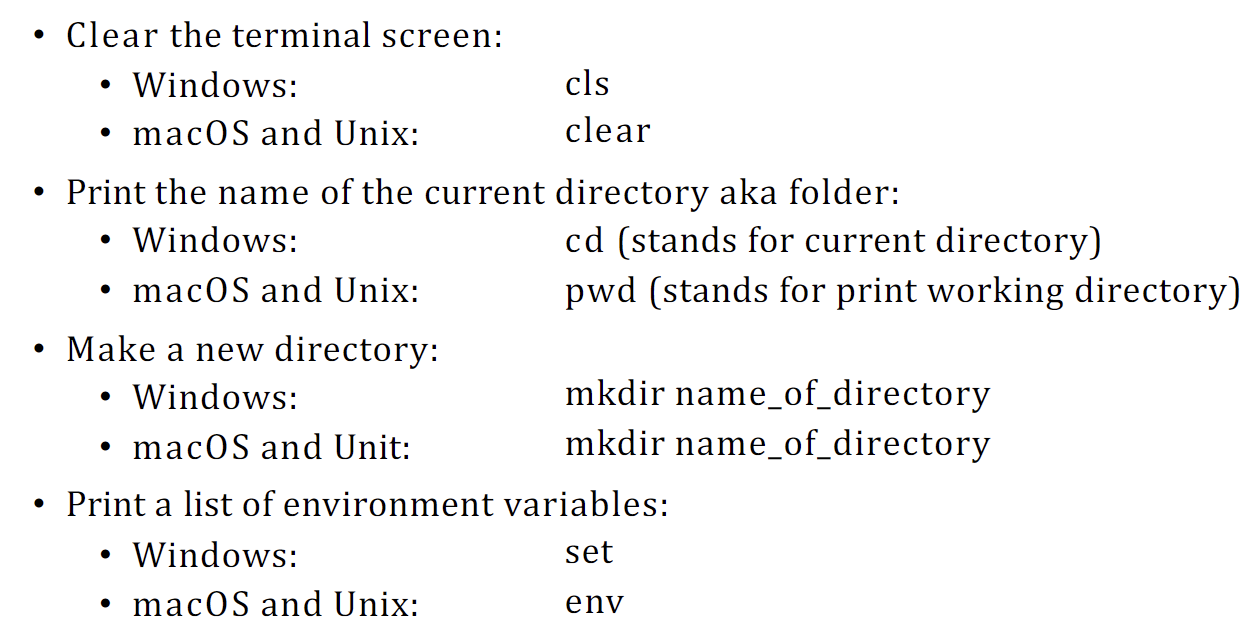 • Clear the terminal screen:
• Windows: cls
• macOS and Unix: clear
• Print the name of the current directory aka folder:
• Windows: cd (stands for current directory)
• macOS and Unix: pwd (stands for print working directory)
• Make a new directory:
• Windows: mkdir name_of_directory
• macOS and Unit: mkdir name_of_directory
• Print a list of environment variables:
• Windows: set
• macOS and Unix: env